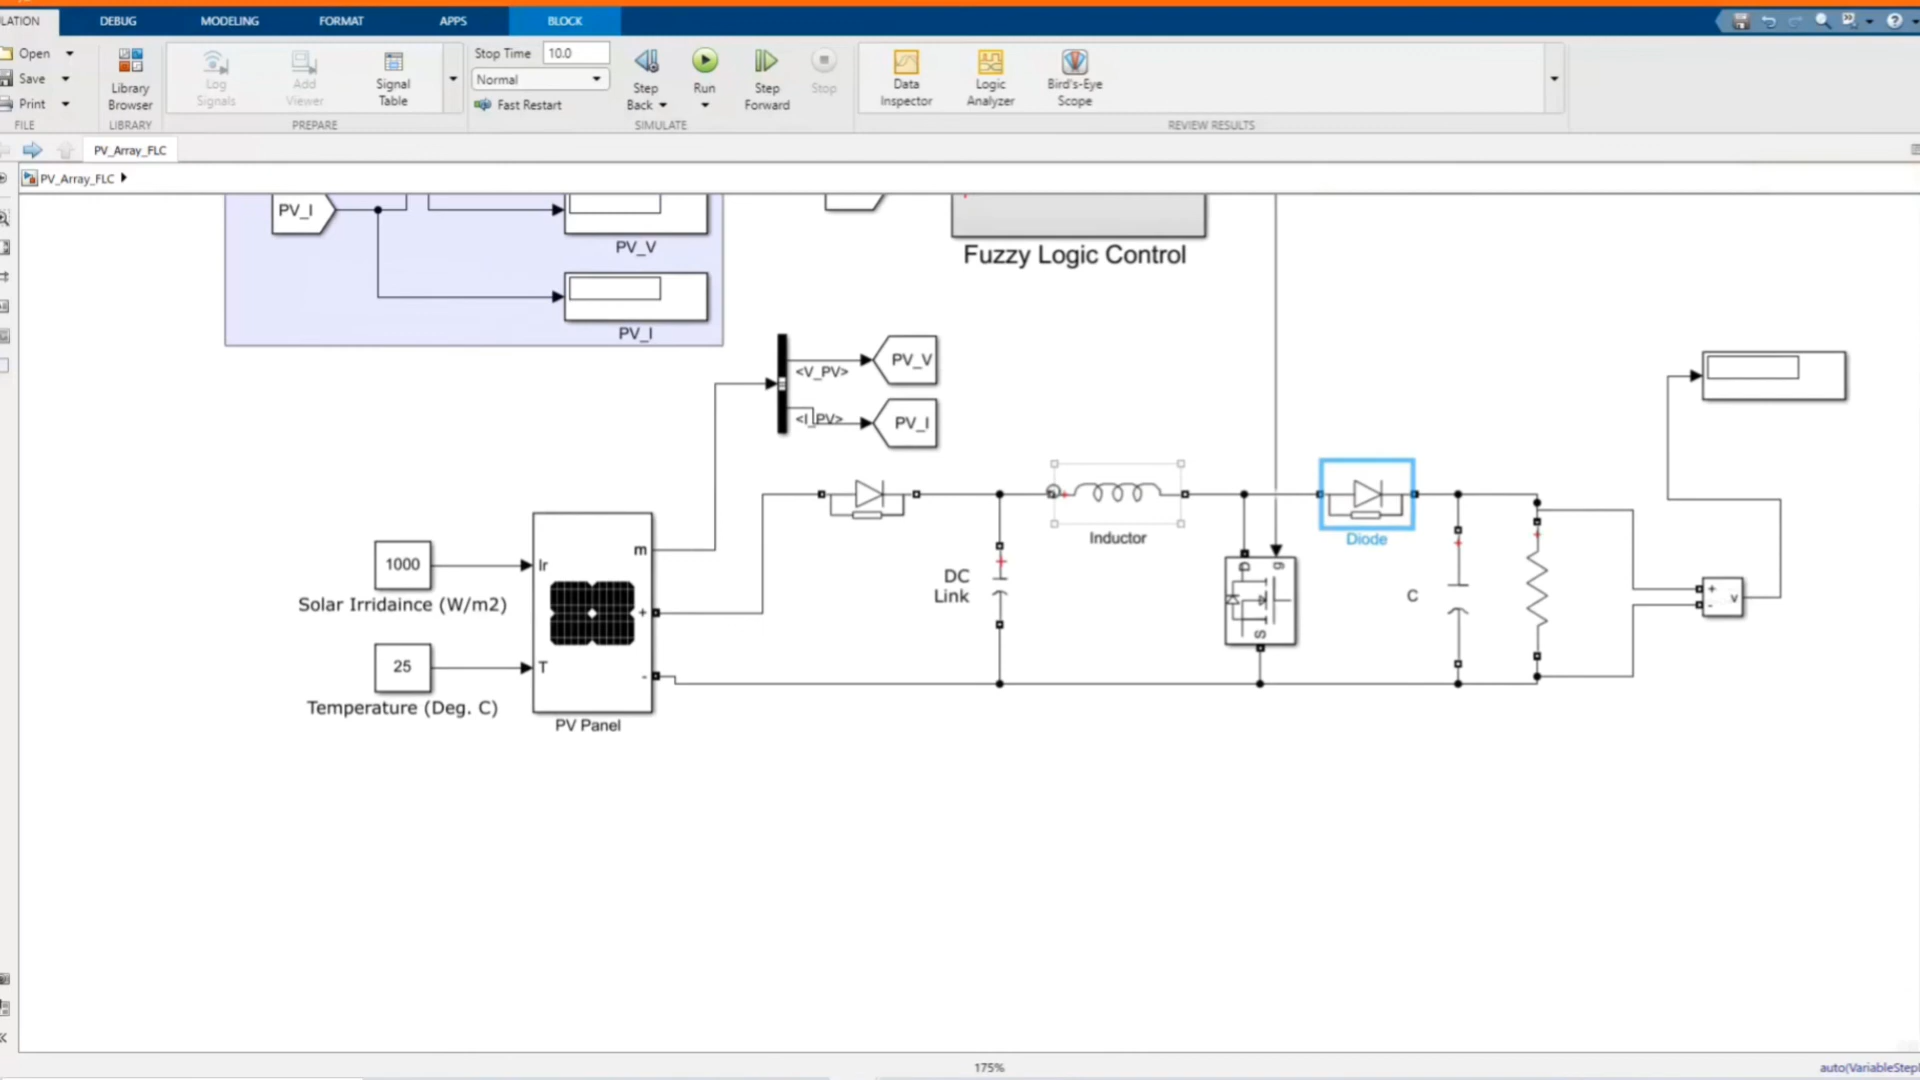 ULATION DEBUG MODELING FORMAT APPS BLOCK
Open
Save
Print
FILE
Library
Browser
LIBRARY
Log
Signals
Add
Viewer
Signal
Table
PREPARE
Stop Time 10.0
Normal
Fast Restart
Step
Back
Run
Step
Forward
Stop
SIMULATE
Data
Inspector
Logic
Analyzer
Bird's-Eye
Scope
REVIEW RESULTS
PV_Array_FLC
PV_Array_FLC
PV_I
PV_V
PV_I
Fuzzy Logic Control
<V_PV>
PV_V
<I_PV>
PV_I
Inductor
Diode
1000
Solar Irridaince (W/m2)
25
Temperature (Deg. C)
Ir
T
m
+
-
PV Panel
DC
Link
D
g
S
C
+
-
v
175%
auto(VariableStep